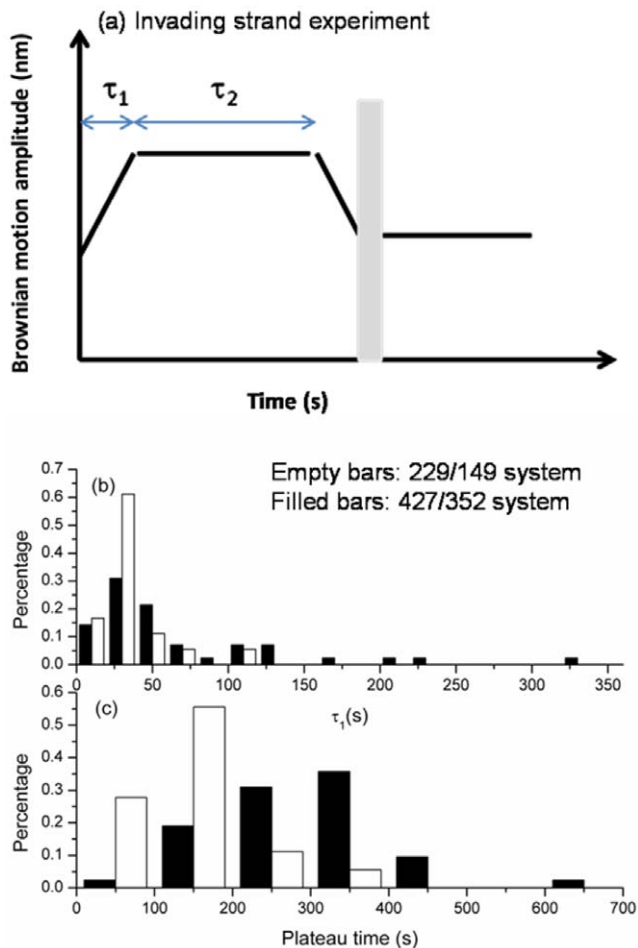 (a) Invading strand experiment
τ1
τ2
Brownian motion amplitude (nm)
Time (s)
Empty bars: 229/149 system
Filled bars: 427/352 system
(b)
Percentage
0.7
0.6
0.5
0.4
0.3
0.2
0.1
0.0
0 50 100 150 200 250 300 350
τ1(s)
(c)
Percentage
0.6
0.5
0.4
0.3
0.2
0.1
0.0
0 100 200 300 400 500 600 700
Plateau time (s)